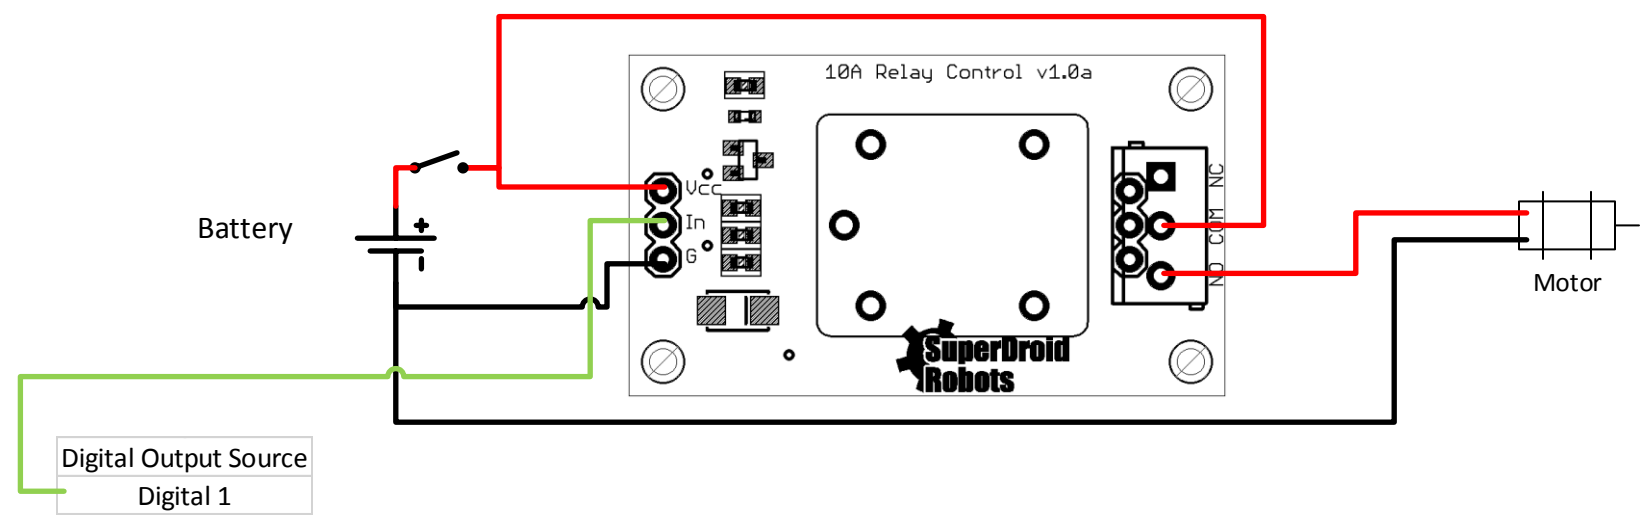 10A Relay Control v1.0a
Battery
+
-
Vcc
In
G
NC
COM
NO
Motor
SuperDroid
Robots
Digital Output Source
Digital 1